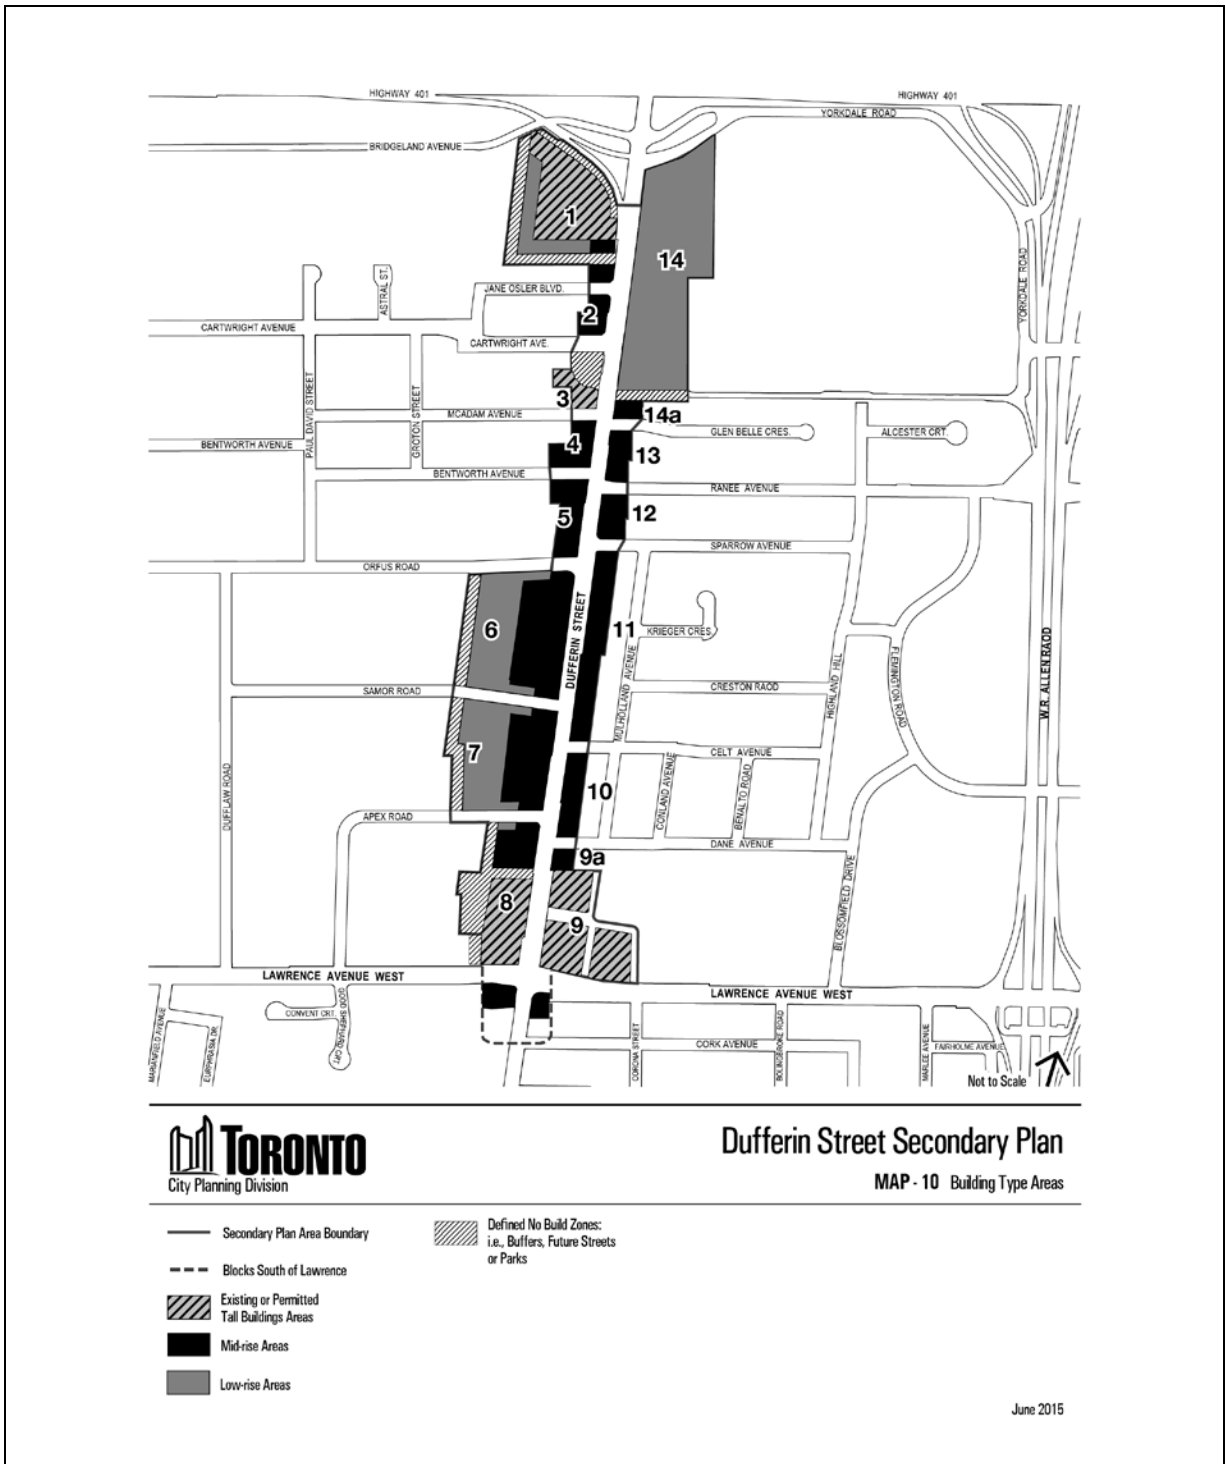 HIGHWAY 401
HIGHWAY 401
YORKDALE ROAD
BRIDGELAND AVENUE
1
14
YORKDALE ROAD
ASTRAL ST.
JANE OSLER BLVD.
2
CARTWRIGHT AVENUE
CARTWRIGHT AVE.
PAUL DAVID STREET
GROTON STREET
3
MCADAM AVENUE
14a
GLEN BELLE CRES.
ALCESTER CRT.
BENTWORTH AVENUE
4
13
BENTWORTH AVENUE
RANEE AVENUE
5
12
SPARROW AVENUE
ORFUS ROAD
DUFFERIN STREET
6
11
KRIEGER CRES.
MULHOLLAND AVENUE
HIGHLAND HILL
FLEMINGTON ROAD
W.R. ALLEN RAOD
SAMOR ROAD
CRESTON RAOD
7
CELT AVENUE
DUFFLAW ROAD
10
CONLAND AVENUE
BENALTO ROAD
APEX ROAD
DANE AVENUE
9a
8
9
BLOSSOMFIELD DRIVE
LAWRENCE AVENUE WEST
LAWRENCE AVENUE WEST
CONVENT CRT.
GOOD SHEPHARD CRT.
MARIANFIELD AVENUE
EUPHRASIA DR.
CORONA STREET
BOLINGBROKE ROAD
MARLEE AVENUE
CORK AVENUE
FAIRHOLME AVENUE
Not to Scale
TORONTO
City Planning Division
Dufferin Street Secondary Plan
MAP - 10 Building Type Areas
Secondary Plan Area Boundary
Blocks South of Lawrence
Existing or Permitted
Tall Buildings Areas
Mid-rise Areas
Low-rise Areas
Defined No Build Zones:
i.e., Buffers, Future Streets
or Parks
June 2015